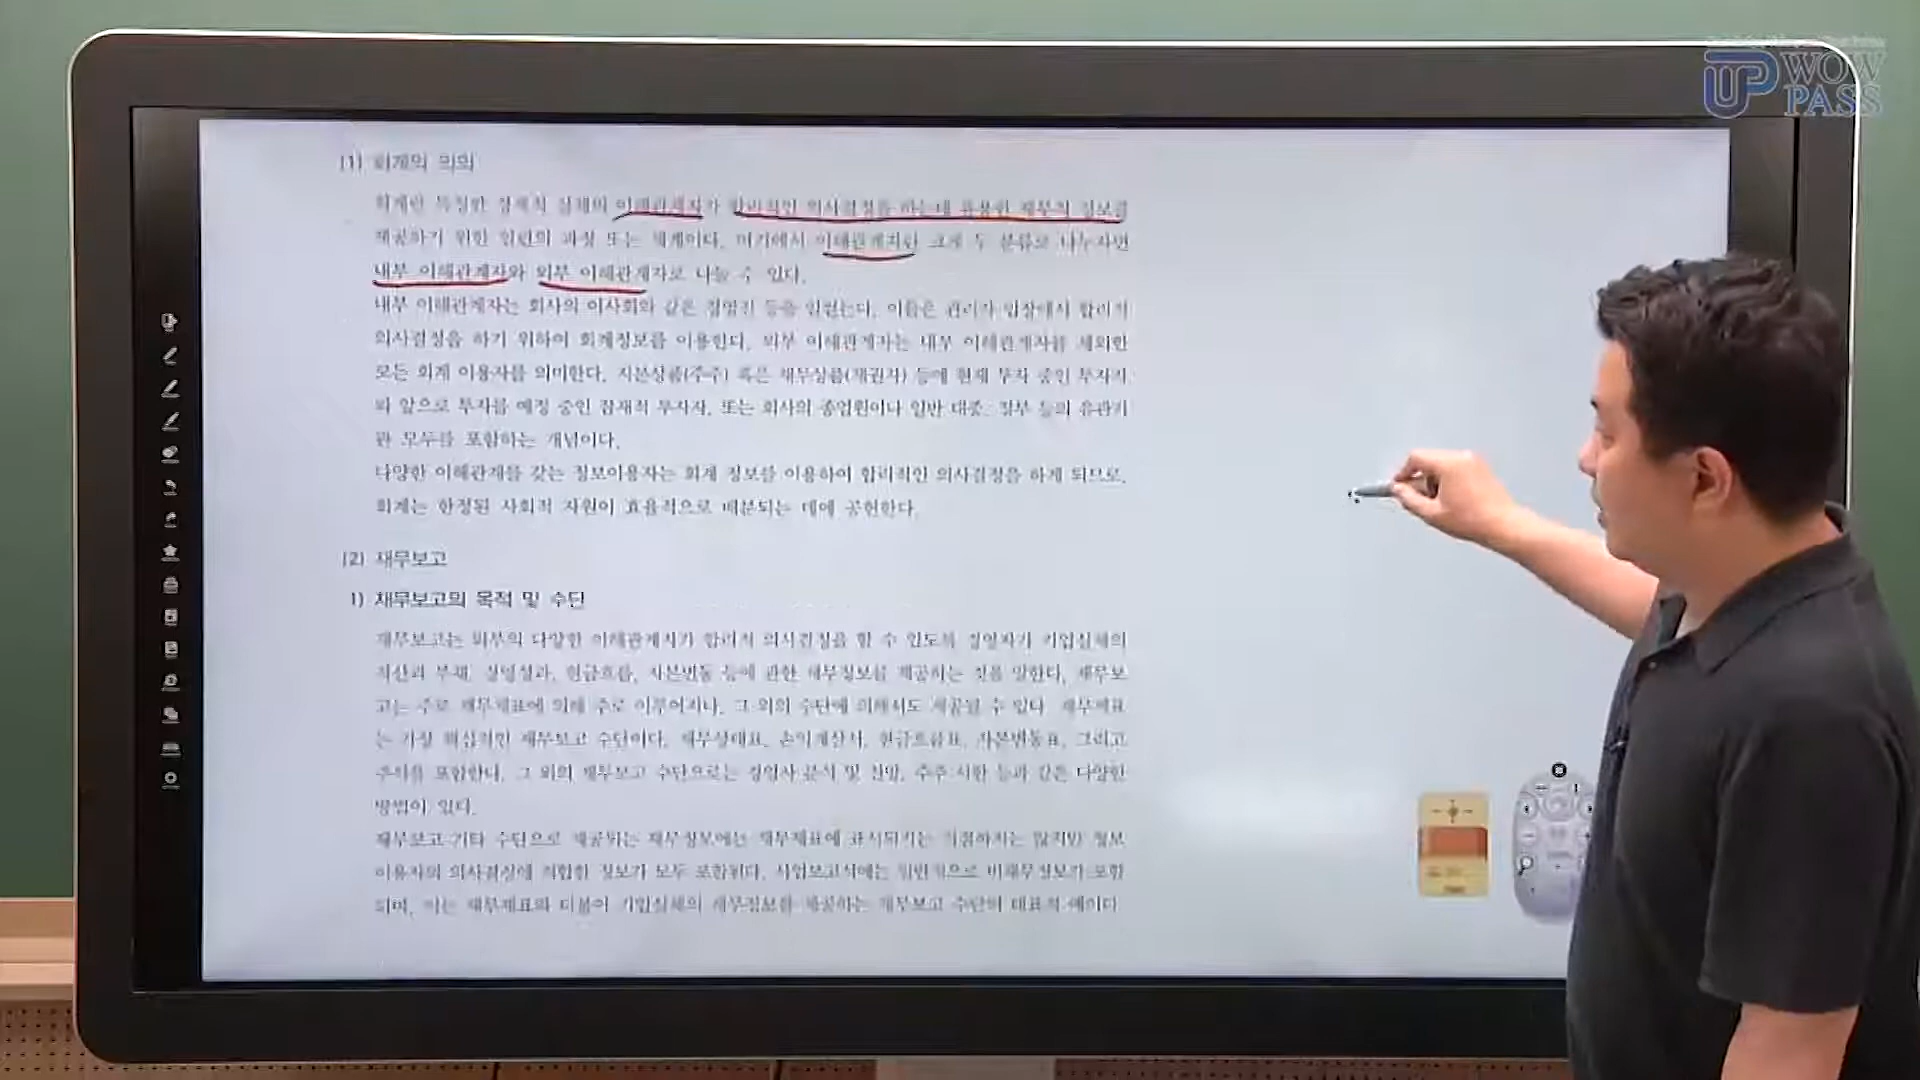 UP WOW
PASS
(1) 회계의 의의
회계란 특정한 경제적 실체의 이해관계자가 합리적인 의사결정을 하는데 유용한 재무적 정보를
제공하기 위한 일련의 과정 또는 체계이다. 여기에서 이해관계자란 크게 두 분류로 나누자면
내부 이해관계자와 외부 이해관계자로 나눌 수 있다.
내부 이해관계자는 회사의 이사회와 같은 경영진 등을 일컫는다. 이들은 관리자 입장에서 합리적
의사결정을 하기 위하여 회계정보를 이용한다. 외부 이해관계자는 내부 이해관계자를 제외한
모든 회계 이용자를 의미한다. 지분상품(주주) 혹은 채무상품(채권자) 등에 현재 투자 중인 투자자
와 앞으로 투자를 예정 중인 잠재적 투자자, 또는 회사의 종업원이나 일반 대중, 정부 등의 유관기
관 모두를 포함하는 개념이다.
다양한 이해관계를 갖는 정보이용자는 회계 정보를 이용하여 합리적인 의사결정을 하게 되므로,
회계는 한정된 사회적 자원이 효율적으로 배분되는 데에 공헌한다.
(2) 재무보고
1) 재무보고의 목적 및 수단
재무보고는 외부의 다양한 이해관계자가 합리적 의사결정을 할 수 있도록 경영자가 기업실체의
자산과 부채, 경영성과, 현금흐름, 자본변동 등에 관한 재무정보를 제공하는 것을 말한다. 재무보
고는 주로 재무제표에 의해 주로 이루어지나, 그 외의 수단에 의해서도 제공될 수 있다. 재무제표
는 가장 핵심적인 재무보고 수단이다. 재무상태표, 손익계산서, 현금흐름표, 자본변동표, 그리고
주석을 포함한다. 그 외의 재무보고 수단으로는 경영자 분석 및 전망, 주주 서한 등과 같은 다양한
방법이 있다.
재무보고 기타 수단으로 제공되는 재무정보에는 재무제표에 표시되기는 적절하지는 않지만 정보
이용자의 의사결정에 적합한 정보가 모두 포함된다. 사업보고서에는 일반적으로 비재무정보가 포함
되며, 이는 재무제표와 더불어 기업실체의 재무정보를 제공하는 재무보고 수단의 대표적 예이다.